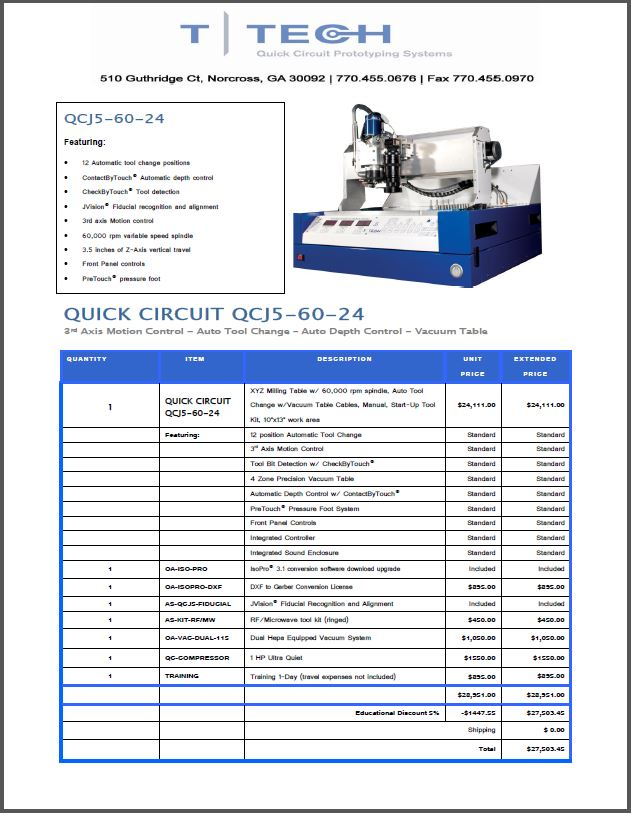 T TECH
Quick Circuit Prototyping Systems
510 Guthridge Ct, Norcross, GA 30092 | 770.455.0676 | Fax 770.455.0970
QCJ5-60-24
Featuring:
• 12 Automatic tool change positions
• ContactByTouch® Automatic depth control
• CheckByTouch® Tool detection
• JVision® Fiducial recognition and alignment
• 3rd axis Motion control
• 60,000 rpm variable speed spindle
• 3.5 inches of Z-Axis vertical travel
• Front Panel controls
• PreTouch® pressure foot
QUICK CIRCUIT QCJ5-60-24
3rd Axis Motion Control – Auto Tool Change – Auto Depth Control – Vacuum Table
QUANTITY ITEM DESCRIPTION UNIT PRICE EXTENDED PRICE
1 QUICK CIRCUIT QCJ5-60-24 XYZ Milling Table w/ 60,000 rpm spindle, Auto Tool Change w/Vacuum Table Cables, Manual, Start-Up Tool Kit, 10"x13" work area $24,111.00 $24,111.00
Featuring: 12 position Automatic Tool Change Standard Standard
3rd Axis Motion Control Standard Standard
Tool Bit Detection w/ CheckByTouch® Standard Standard
4 Zone Precision Vacuum Table Standard Standard
Automatic Depth Control w/ ContactByTouch® Standard Standard
PreTouch® Pressure Foot System Standard Standard
Front Panel Controls Standard Standard
Integrated Controller Standard Standard
Integrated Sound Enclosure Standard Standard
1 OA-ISO-PRO IsoPro® 3.1 conversion software download upgrade Included Included
1 OA-ISOPRO-DXF DXF to Gerber Conversion License $895.00 $895.00
1 AS-QCJ5-FIDUCIAL JVision® Fiducial Recognition and Alignment Included Included
1 AS-KIT-RF/MW RF/Microwave tool kit (ringed) $450.00 $450.00
1 OA-VAC-DUAL-115 Dual Hepa Equipped Vacuum System $1,050.00 $1,050.00
1 QC-COMPRESSOR 1 HP Ultra Quiet $1550.00 $1550.00
1 TRAINING Training 1-Day (travel expenses not included) $895.00 $895.00
$28,951.00 $28,951.00
Educational Discount 5% -$1447.55 $27,503.45
Shipping $ 0.00
Total $27,503.45